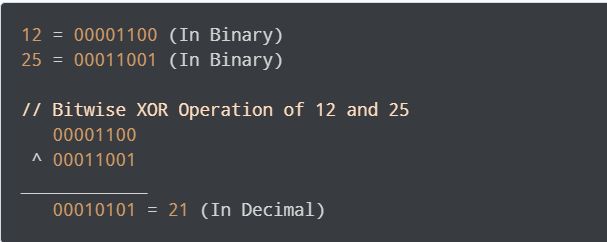 12 = 00001100 (In Binary)
25 = 00011001 (In Binary)
// Bitwise XOR Operation of 12 and 25
00001100
^ 00011001
____________
00010101 = 21 (In Decimal)